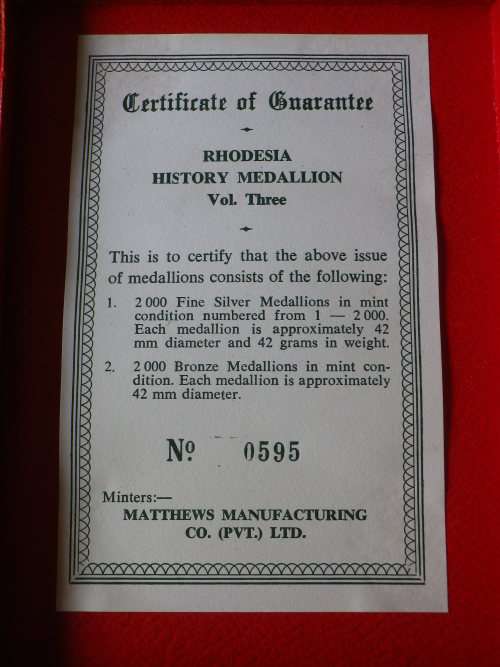 Certificate of Guarantee
RHODESIA
HISTORY MEDALLION
Vol. Three
This is to certify that the above issue
of medallions consists of the following:
1. 2 000 Fine Silver Medallions in mint
condition numbered from 1 — 2 000.
Each medallion is approximately 42
mm diameter and 42 grams in weight.
2. 2 000 Bronze Medallions in mint con-
dition. Each medallion is approximately
42 mm diameter.
Nº 0595
Minters:—
MATTHEWS MANUFACTURING
CO. (PVT.) LTD.